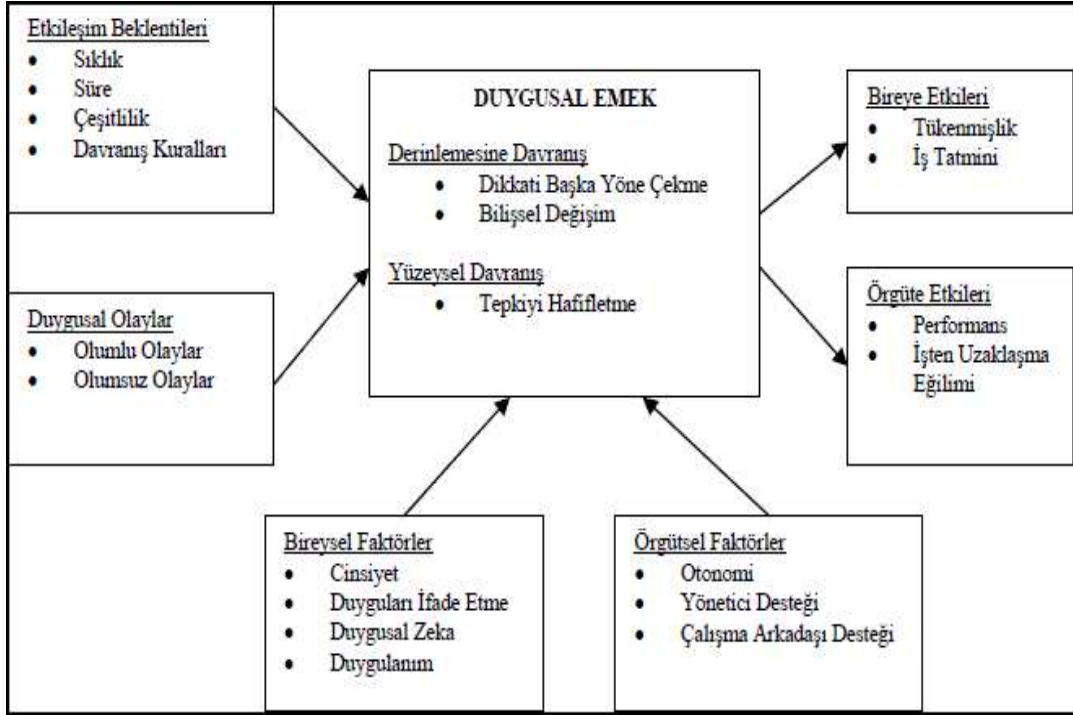 Etkileşim Beklentileri
• Sıklık
• Süre
• Çeşitlilik
• Davranış Kuralları
Duygusal Olaylar
• Olumlu Olaylar
• Olumsuz Olaylar
DUYGUSAL EMEK
Derinlemesine Davranış
• Dikkati Başka Yöne Çekme
• Bilişsel Değişim
Yüzeysel Davranış
• Tepkiyi Hafifletme
Bireye Etkileri
• Tükenmişlik
• İş Tatmini
Örgüte Etkileri
• Performans
• İşten Uzaklaşma
Eğilimi
Bireysel Faktörler
• Cinsiyet
• Duyguları İfade Etme
• Duygusal Zeka
• Duygulanım
Örgütsel Faktörler
• Otonomi
• Yönetici Desteği
• Çalışma Arkadaşı Desteği